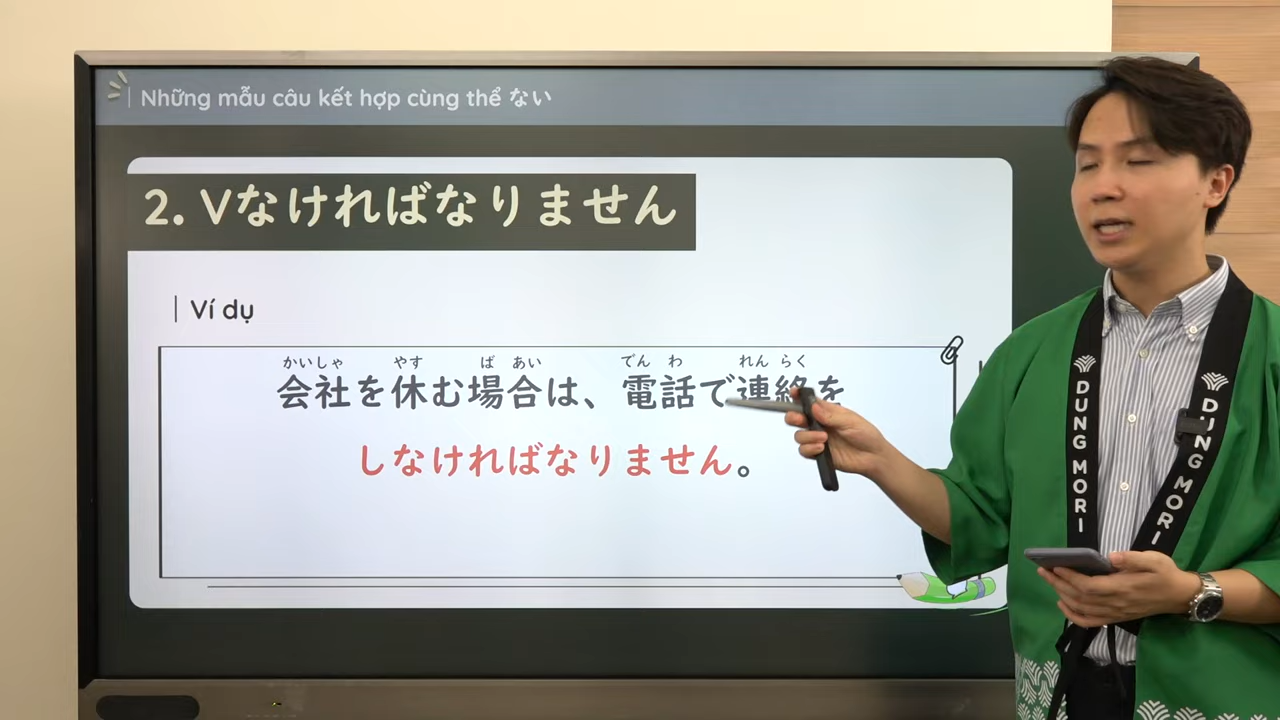 Những mẫu câu kết hợp cùng thể ない
2. Vなければなりません
Ví dụ
かいしゃ やす ば あい でん わ れん らく
会社を休む場合は、電話で連絡を
しなければなりません。
DUNG MORI
DUNG MORI